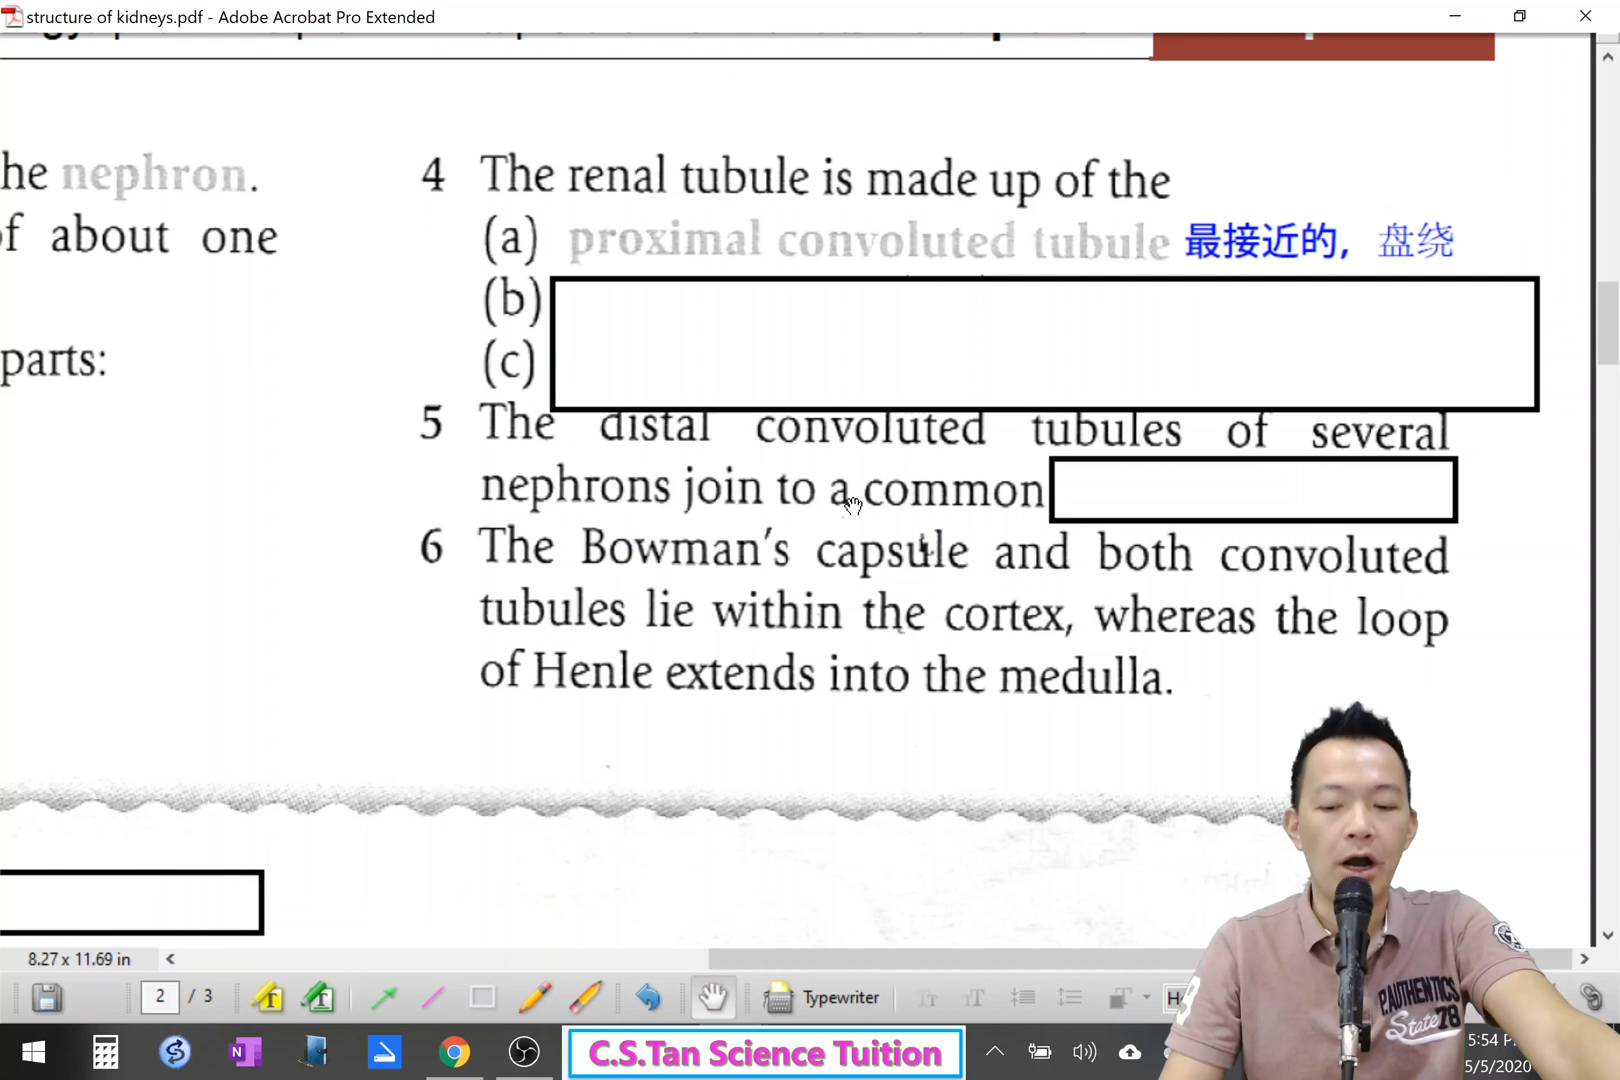 structure of kidneys.pdf - Adobe Acrobat Pro Extended
he nephron.
of about one
parts:
4 The renal tubule is made up of the
(a) proximal convoluted tubule 最接近的, 盘绕
(b)
(c)
5 The distal convoluted tubules of several
nephrons join to a common
6 The Bowman's capsule and both convoluted
tubules lie within the cortex, whereas the loop
of Henle extends into the medulla.
8.27 x 11.69 in
2 / 3
Typewriter
C.S.Tan Science Tuition
P.AUTHENTICS
State 78
5:54 P
5/5/2020